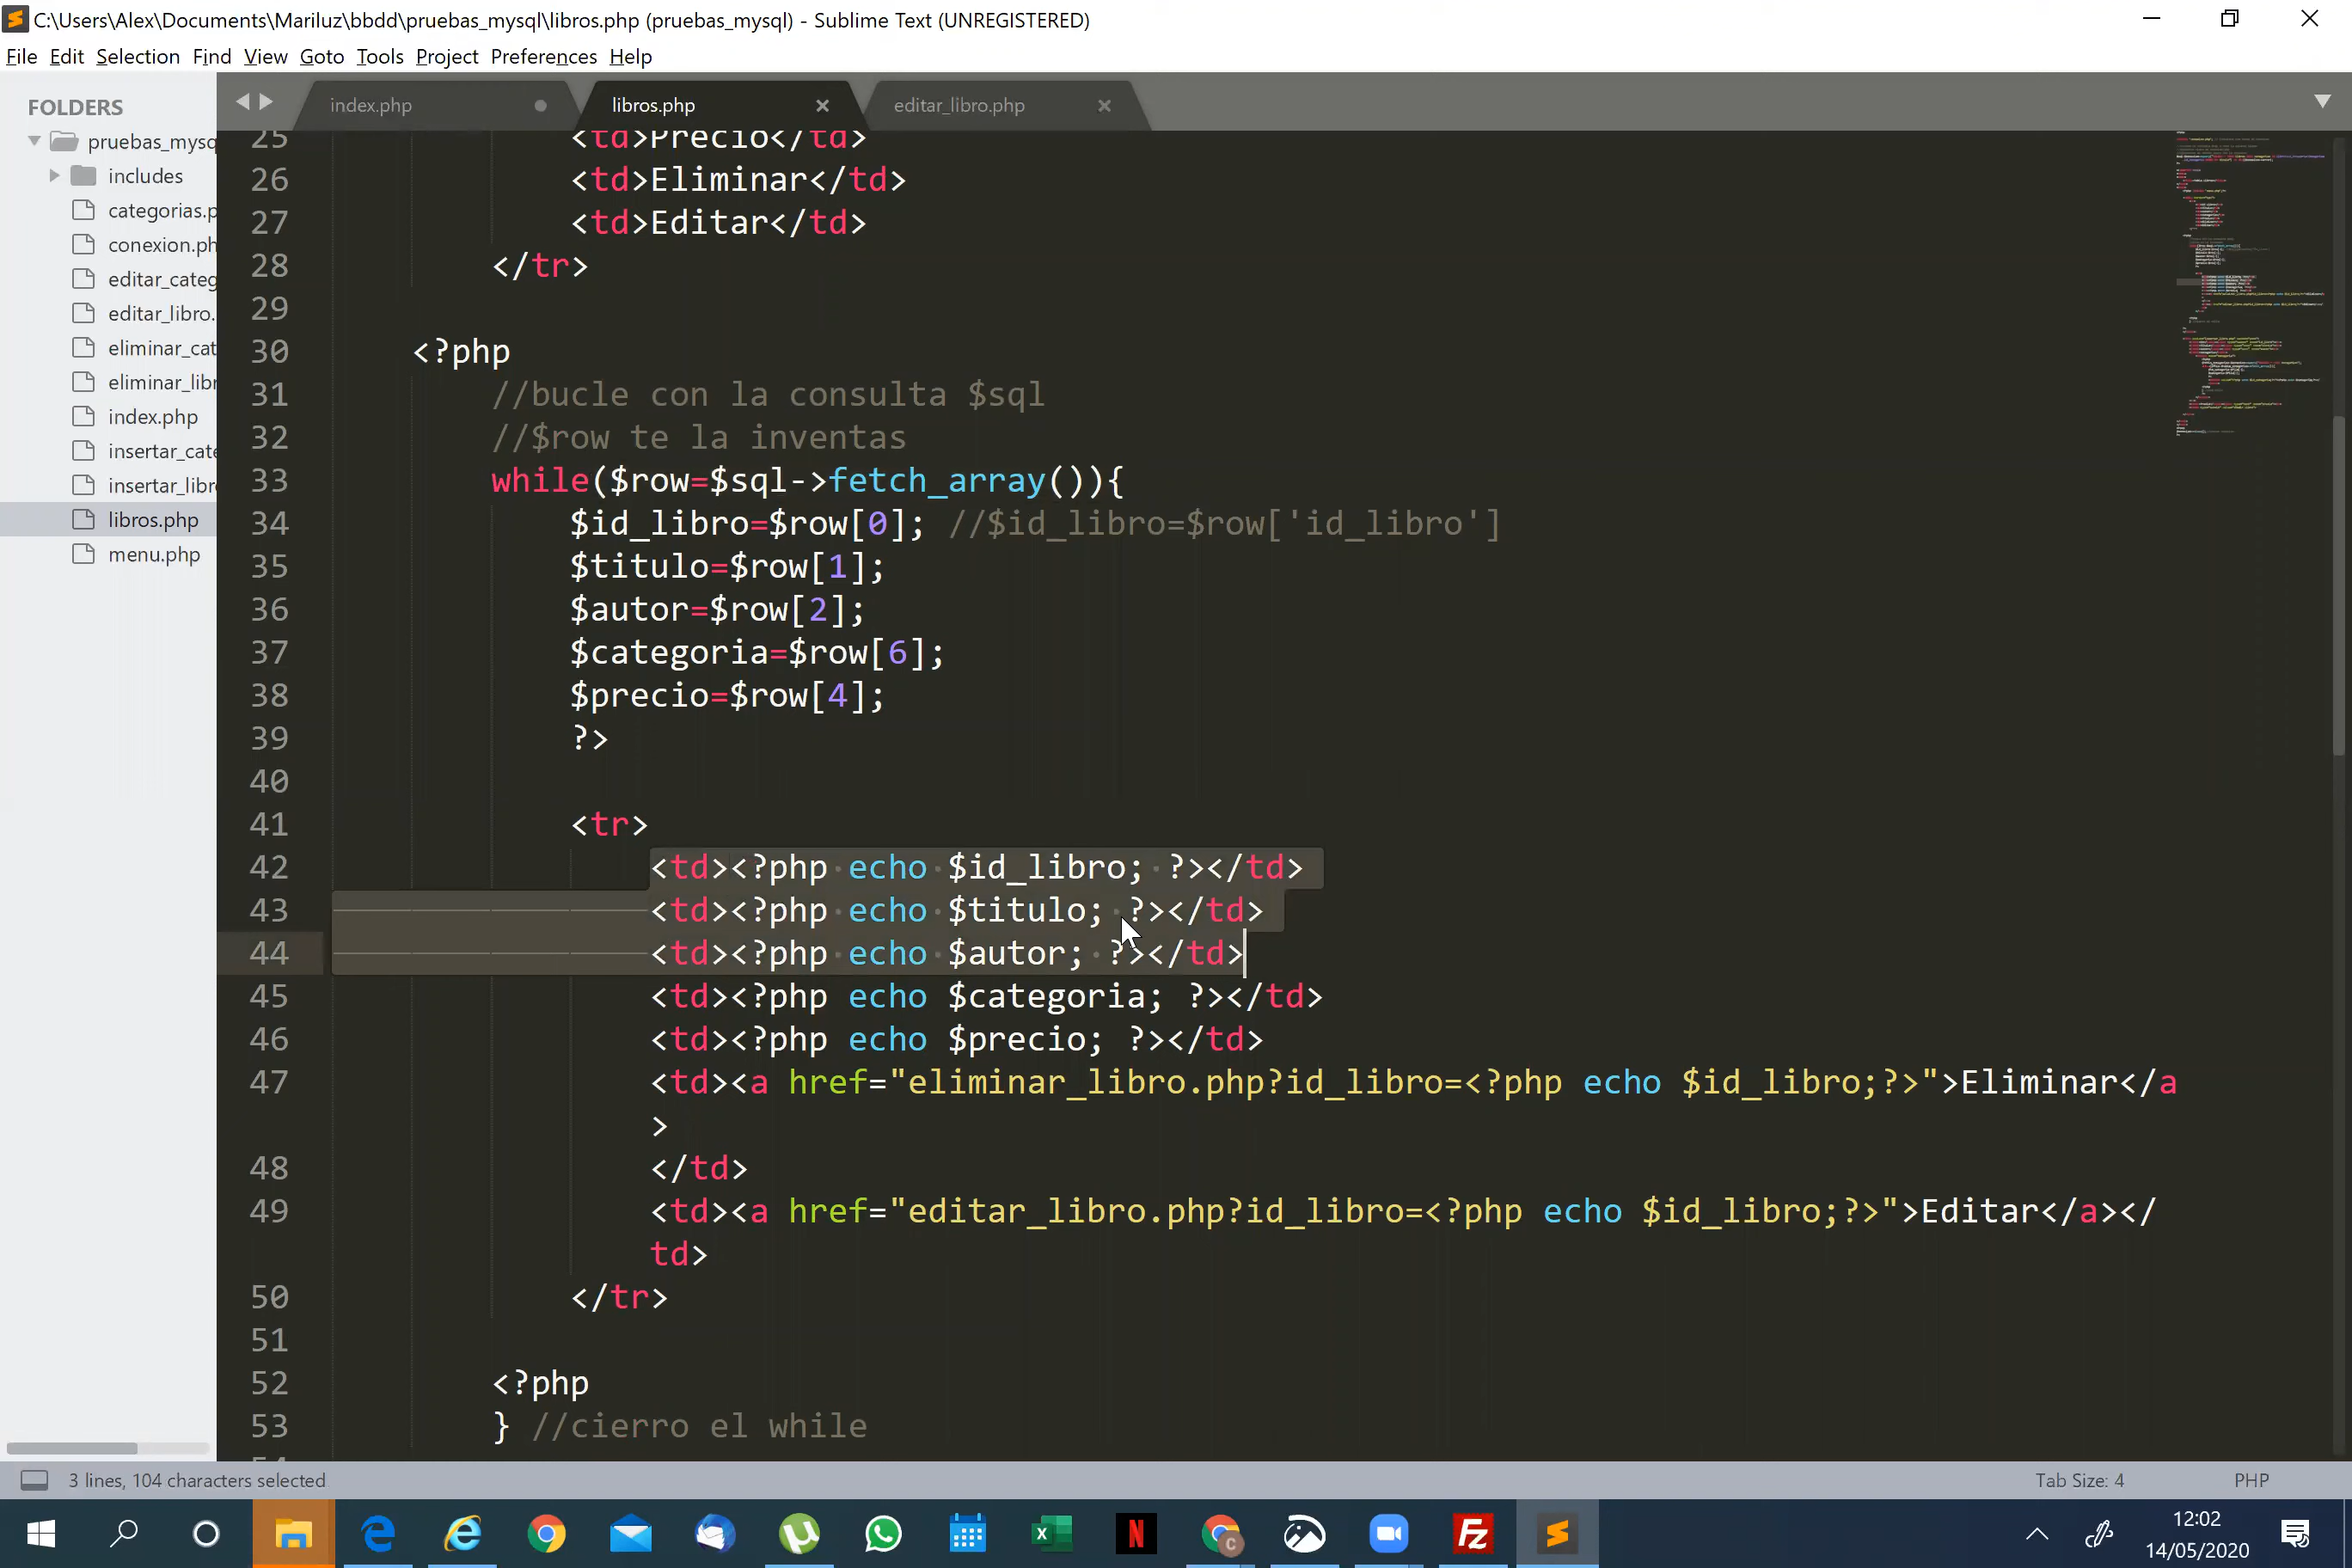 C:\Users\Alex\Documents\Mariluz\bbdd\pruebas_mysql\libros.php (pruebas_mysql) - Sublime Text (UNREGISTERED)
File Edit Selection Find View Goto Tools Project Preferences Help
FOLDERS
pruebas_mysq
includes
categorias.p
conexion.ph
editar_categ
editar_libro.
eliminar_cat
eliminar_libr
index.php
insertar_cate
insertar_libr
libros.php
menu.php
index.php libros.php editar_libro.php
25 <td>Precio</td>
26 <td>Eliminar</td>
27 <td>Editar</td>
28 </tr>
29
30 <?php
31 //bucle con la consulta $sql
32 //$row te la inventas
33 while($row=$sql->fetch_array()){
34 $id_libro=$row[0]; //$id_libro=$row['id_libro']
35 $titulo=$row[1];
36 $autor=$row[2];
37 $categoria=$row[6];
38 $precio=$row[4];
39 ?>
40
41 <tr>
42 <td><?php echo $id_libro; ?></td>
43 <td><?php echo $titulo; ?></td>
44 <td><?php echo $autor; ?></td>
45 <td><?php echo $categoria; ?></td>
46 <td><?php echo $precio; ?></td>
47 <td><a href="eliminar_libro.php?id_libro=<?php echo $id_libro;?>">Eliminar</a
>
48 </td>
49 <td><a href="editar_libro.php?id_libro=<?php echo $id_libro;?>">Editar</a></
td>
50 </tr>
51
52 <?php
53 } //cierro el while
3 lines, 104 characters selected
Tab Size: 4 PHP
12:02
14/05/2020